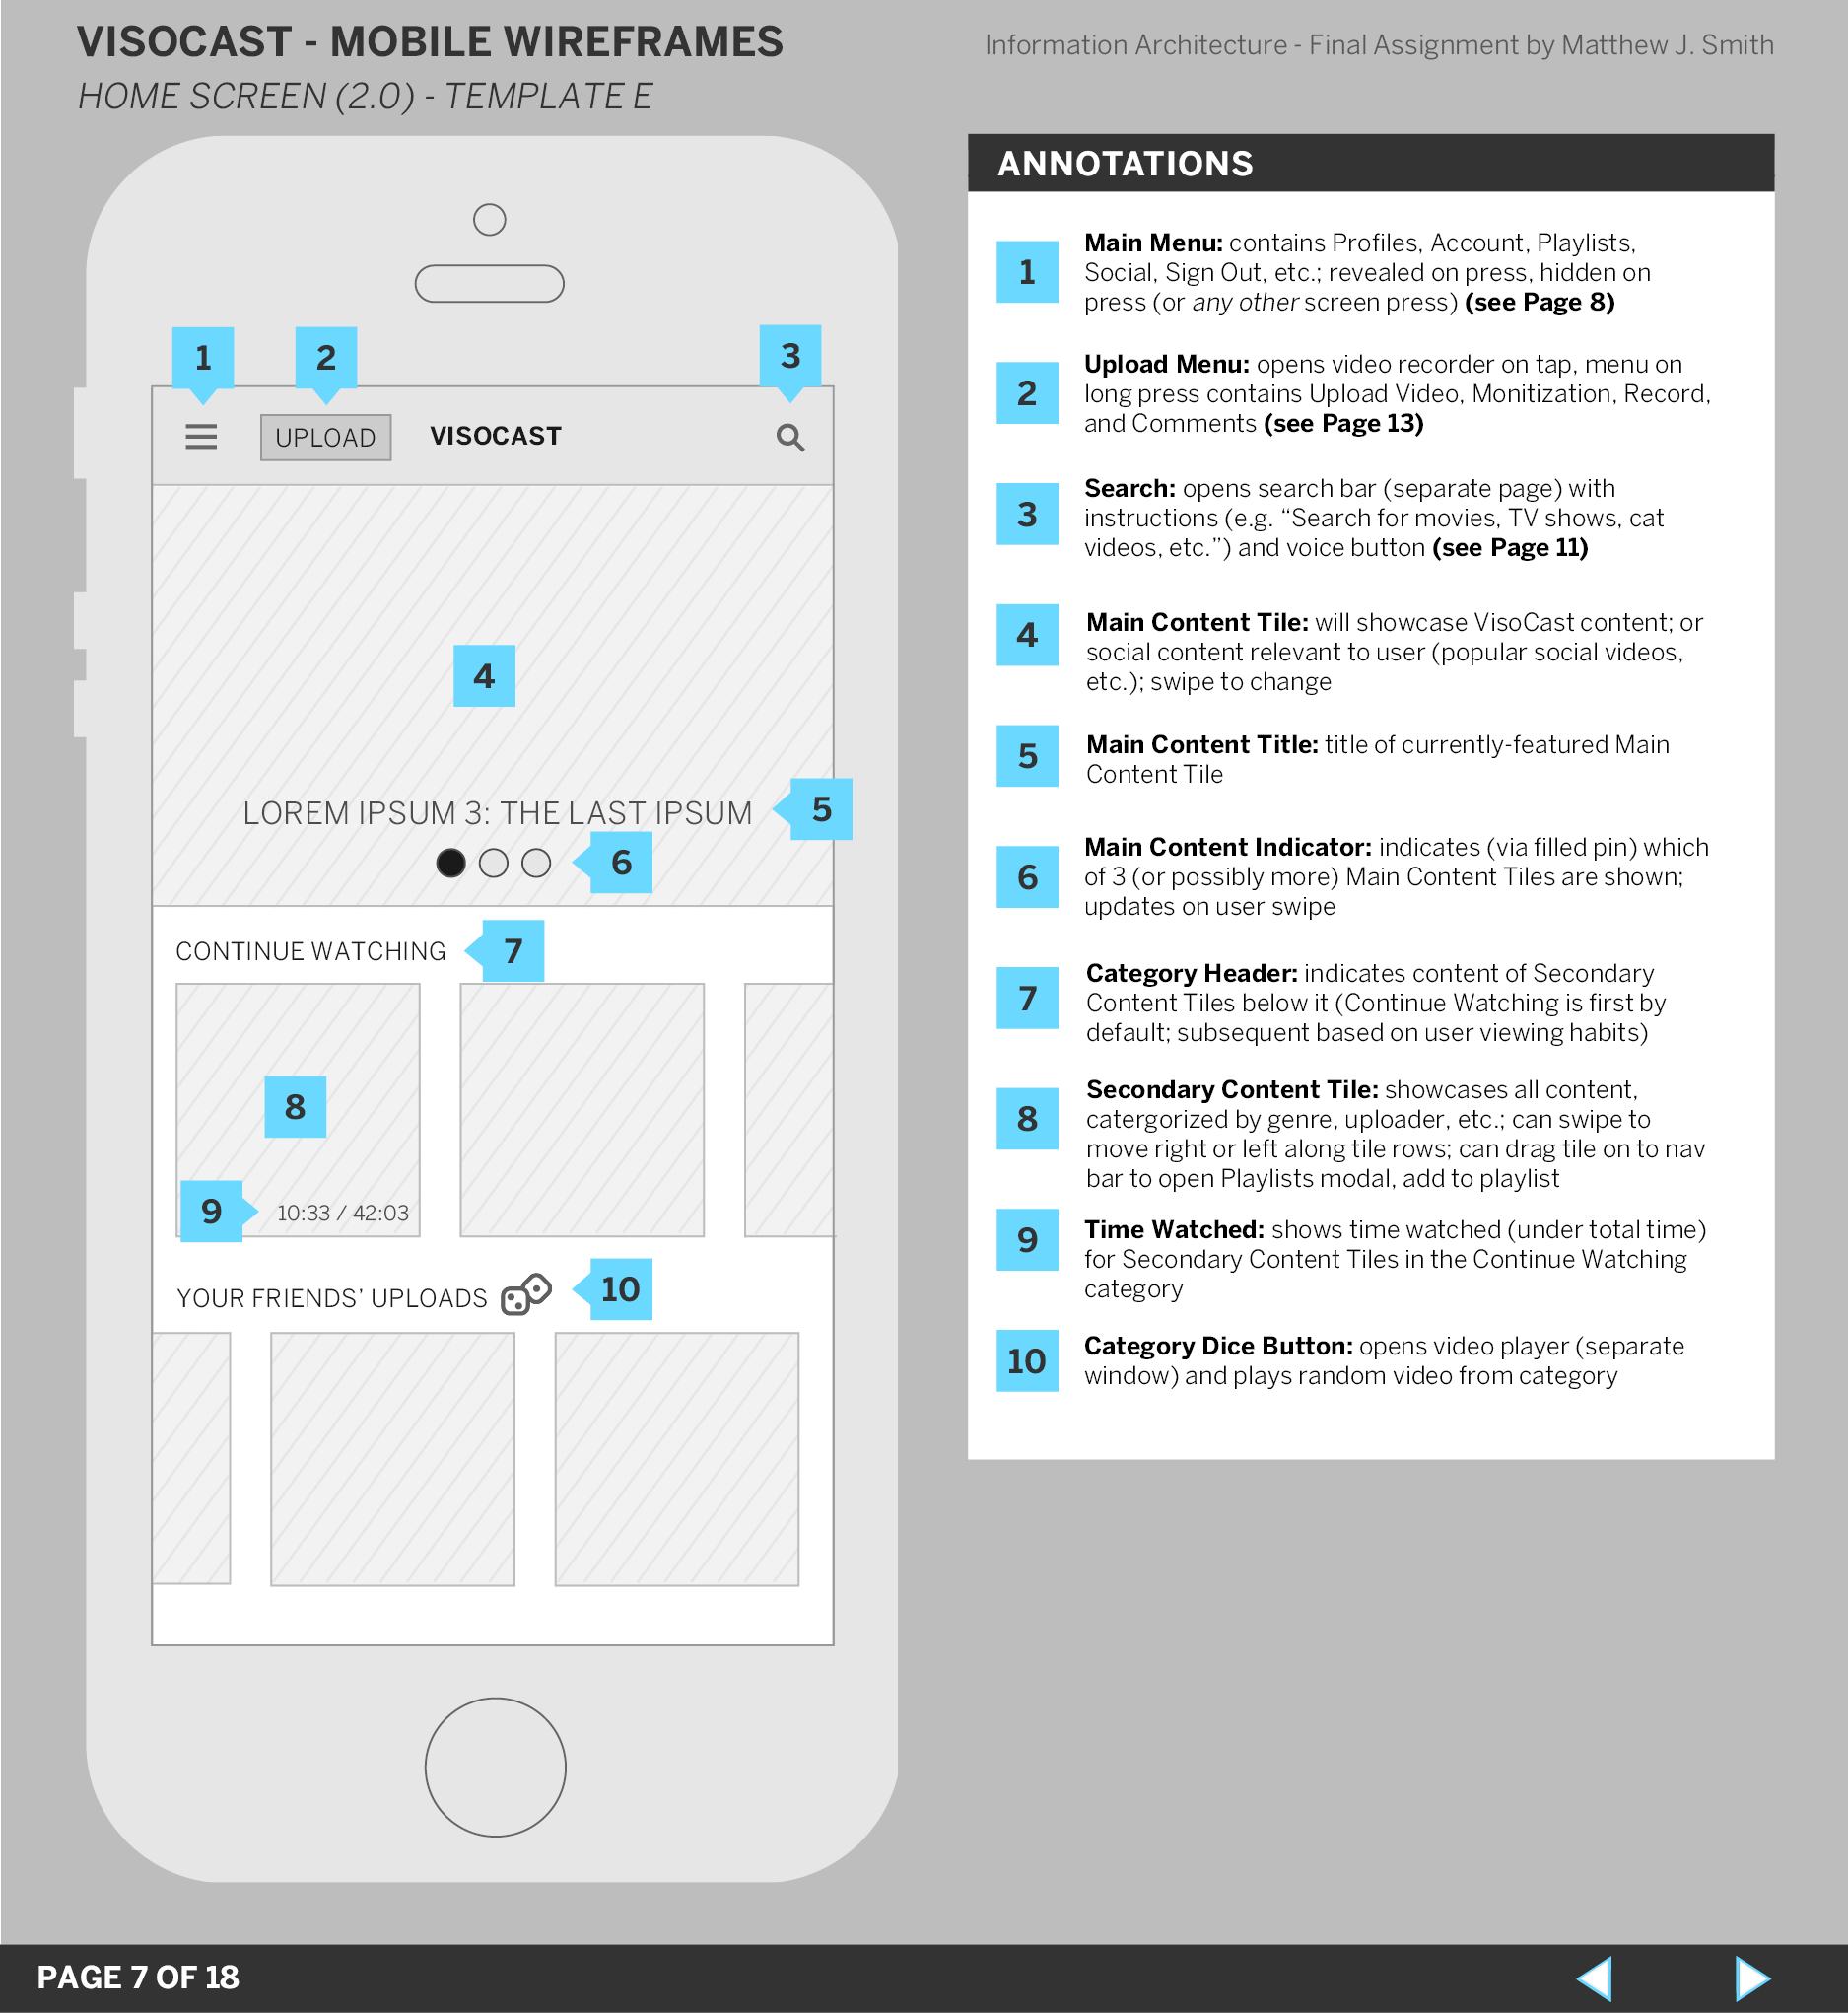 VISOCAST - MOBILE WIREFRAMES
Information Architecture - Final Assignment by Matthew J. Smith
HOME SCREEN (2.0) - TEMPLATE E
1
2
3
UPLOAD
VISOCAST
4
LOREM IPSUM 3: THE LAST IPSUM
5
6
CONTINUE WATCHING
7
8
9
10:33 / 42:03
YOUR FRIENDS’ UPLOADS
10
ANNOTATIONS
1
Main Menu: contains Profiles, Account, Playlists,
Social, Sign Out, etc.; revealed on press, hidden on
press (or any other screen press) (see Page 8)
2
Upload Menu: opens video recorder on tap, menu on
long press contains Upload Video, Monitization, Record,
and Comments (see Page 13)
3
Search: opens search bar (separate page) with
instructions (e.g. “Search for movies, TV shows, cat
videos, etc.”) and voice button (see Page 11)
4
Main Content Tile: will showcase VisoCast content; or
social content relevant to user (popular social videos,
etc.); swipe to change
5
Main Content Title: title of currently-featured Main
Content Tile
6
Main Content Indicator: indicates (via filled pin) which
of 3 (or possibly more) Main Content Tiles are shown;
updates on user swipe
7
Category Header: indicates content of Secondary
Content Tiles below it (Continue Watching is first by
default; subsequent based on user viewing habits)
8
Secondary Content Tile: showcases all content,
catergorized by genre, uploader, etc.; can swipe to
move right or left along tile rows; can drag tile on to nav
bar to open Playlists modal, add to playlist
9
Time Watched: shows time watched (under total time)
for Secondary Content Tiles in the Continue Watching
category
10
Category Dice Button: opens video player (separate
window) and plays random video from category
PAGE 7 OF 18